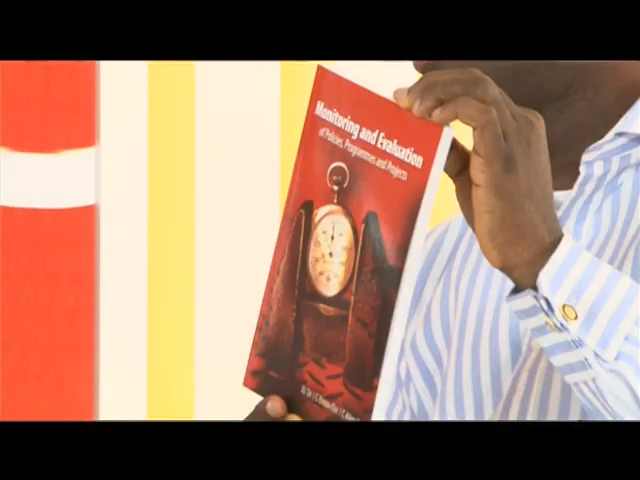 Monitoring and Evaluation
of Policies, Programmes and Projects